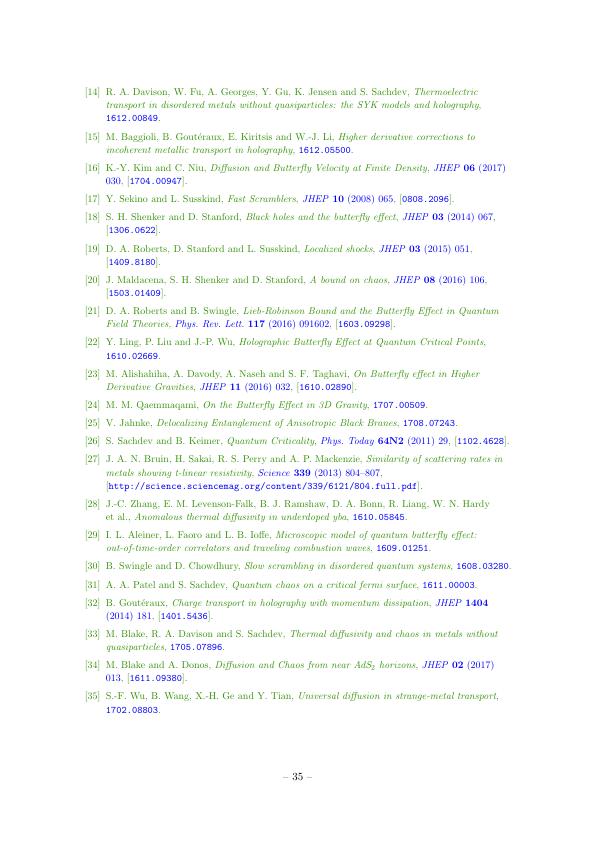 [14] R. A. Davison, W. Fu, A. Georges, Y. Gu, K. Jensen and S. Sachdev, Thermoelectric
transport in disordered metals without quasiparticles: the SYK models and holography,
1612.00849.
[15] M. Baggioli, B. Goutéraux, E. Kiritsis and W.-J. Li, Higher derivative corrections to
incoherent metallic transport in holography, 1612.05500.
[16] K.-Y. Kim and C. Niu, Diffusion and Butterfly Velocity at Finite Density, JHEP 06 (2017)
030, [1704.00947].
[17] Y. Sekino and L. Susskind, Fast Scramblers, JHEP 10 (2008) 065, [0808.2096].
[18] S. H. Shenker and D. Stanford, Black holes and the butterfly effect, JHEP 03 (2014) 067,
[1306.0622].
[19] D. A. Roberts, D. Stanford and L. Susskind, Localized shocks, JHEP 03 (2015) 051,
[1409.8180].
[20] J. Maldacena, S. H. Shenker and D. Stanford, A bound on chaos, JHEP 08 (2016) 106,
[1503.01409].
[21] D. A. Roberts and B. Swingle, Lieb-Robinson Bound and the Butterfly Effect in Quantum
Field Theories, Phys. Rev. Lett. 117 (2016) 091602, [1603.09298].
[22] Y. Ling, P. Liu and J.-P. Wu, Holographic Butterfly Effect at Quantum Critical Points,
1610.02669.
[23] M. Alishahiha, A. Davody, A. Naseh and S. F. Taghavi, On Butterfly effect in Higher
Derivative Gravities, JHEP 11 (2016) 032, [1610.02890].
[24] M. M. Qaemmaqami, On the Butterfly Effect in 3D Gravity, 1707.00509.
[25] V. Jahnke, Delocalizing Entanglement of Anisotropic Black Branes, 1708.07243.
[26] S. Sachdev and B. Keimer, Quantum Criticality, Phys. Today 64N2 (2011) 29, [1102.4628].
[27] J. A. N. Bruin, H. Sakai, R. S. Perry and A. P. Mackenzie, Similarity of scattering rates in
metals showing t-linear resistivity, Science 339 (2013) 804–807,
[http://science.sciencemag.org/content/339/6121/804.full.pdf].
[28] J.-C. Zhang, E. M. Levenson-Falk, B. J. Ramshaw, D. A. Bonn, R. Liang, W. N. Hardy
et al., Anomalous thermal diffusivity in underdoped yba, 1610.05845.
[29] I. L. Aleiner, L. Faoro and L. B. Ioffe, Microscopic model of quantum butterfly effect:
out-of-time-order correlators and traveling combustion waves, 1609.01251.
[30] B. Swingle and D. Chowdhury, Slow scrambling in disordered quantum systems, 1608.03280.
[31] A. A. Patel and S. Sachdev, Quantum chaos on a critical fermi surface, 1611.00003.
[32] B. Goutéraux, Charge transport in holography with momentum dissipation, JHEP 1404
(2014) 181, [1401.5436].
[33] M. Blake, R. A. Davison and S. Sachdev, Thermal diffusivity and chaos in metals without
quasiparticles, 1705.07896.
[34] M. Blake and A. Donos, Diffusion and Chaos from near AdS₂ horizons, JHEP 02 (2017)
013, [1611.09380].
[35] S.-F. Wu, B. Wang, X.-H. Ge and Y. Tian, Universal diffusion in strange-metal transport,
1702.08803.
– 35 –